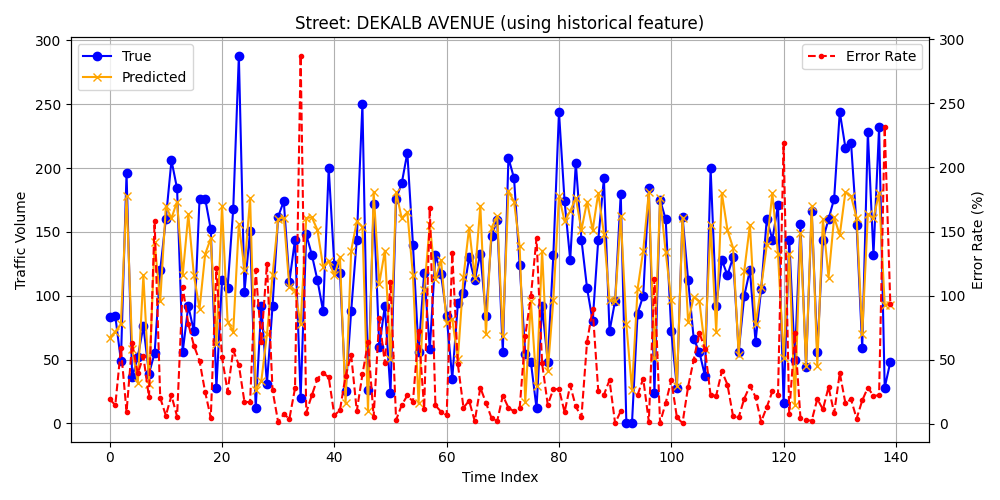 Street: DEKALB AVENUE (using historical feature)
True
Predicted
Error Rate
Traffic Volume
300
250
200
150
100
50
0
300
250
200
150
100
50
0
Error Rate (%)
0 20 40 60 80 100 120 140
Time Index